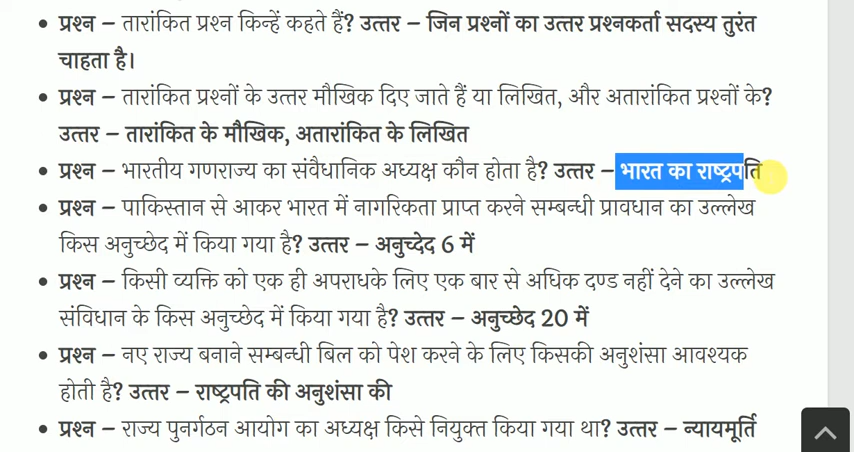 प्रश्न – तारांकित प्रश्न किन्हें कहते हैं? उत्तर – जिन प्रश्नों का उत्तर प्रश्नकर्ता सदस्य तुरंत
चाहता है।
प्रश्न – तारांकित प्रश्नों के उत्तर मौखिक दिए जाते हैं या लिखित, और अतारांकित प्रश्नों के?
उत्तर – तारांकित के मौखिक, अतारांकित के लिखित
प्रश्न – भारतीय गणराज्य का संवैधानिक अध्यक्ष कौन होता है? उत्तर – भारत का राष्ट्रपति
प्रश्न – पाकिस्तान से आकर भारत में नागरिकता प्राप्त करने सम्बन्धी प्रावधान का उल्लेख
किस अनुच्छेद में किया गया है? उत्तर – अनुच्देद 6 में
प्रश्न – किसी व्यक्ति को एक ही अपराधके लिए एक बार से अधिक दण्ड नहीं देने का उल्लेख
संविधान के किस अनुच्छेद में किया गया है? उत्तर – अनुच्छेद 20 में
प्रश्न – नए राज्य बनाने सम्बन्धी बिल को पेश करने के लिए किसकी अनुशंसा आवश्यक
होती है? उत्तर – राष्ट्रपति की अनुशंसा की
प्रश्न – राज्य पुनर्गठन आयोग का अध्यक्ष किसे नियुक्त किया गया था? उत्तर – न्यायमूर्ति